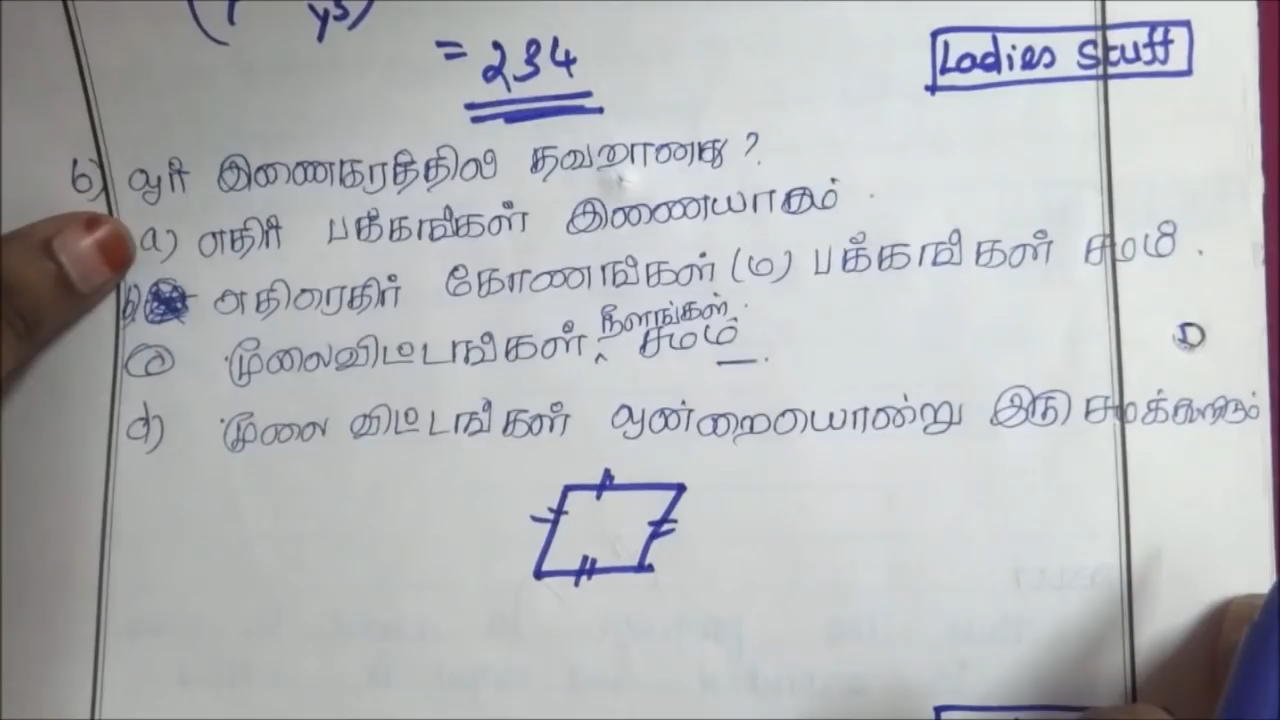 = 234
Ladies Stuff
6) ஓர் இணைகரத்தில் தவறானது ?
a) எதிர் பக்கங்கள் இணையாகும் .
b) எதிரெதிர் கோணங்கள் (ம) பக்கங்கள் சமம் .
நீளங்கள்
c) மூலைவிட்டங்கள் ^ சமம் .
d) மூலை விட்டங்கள் ஒன்றையொன்று இரு சமக்கூறிடும்